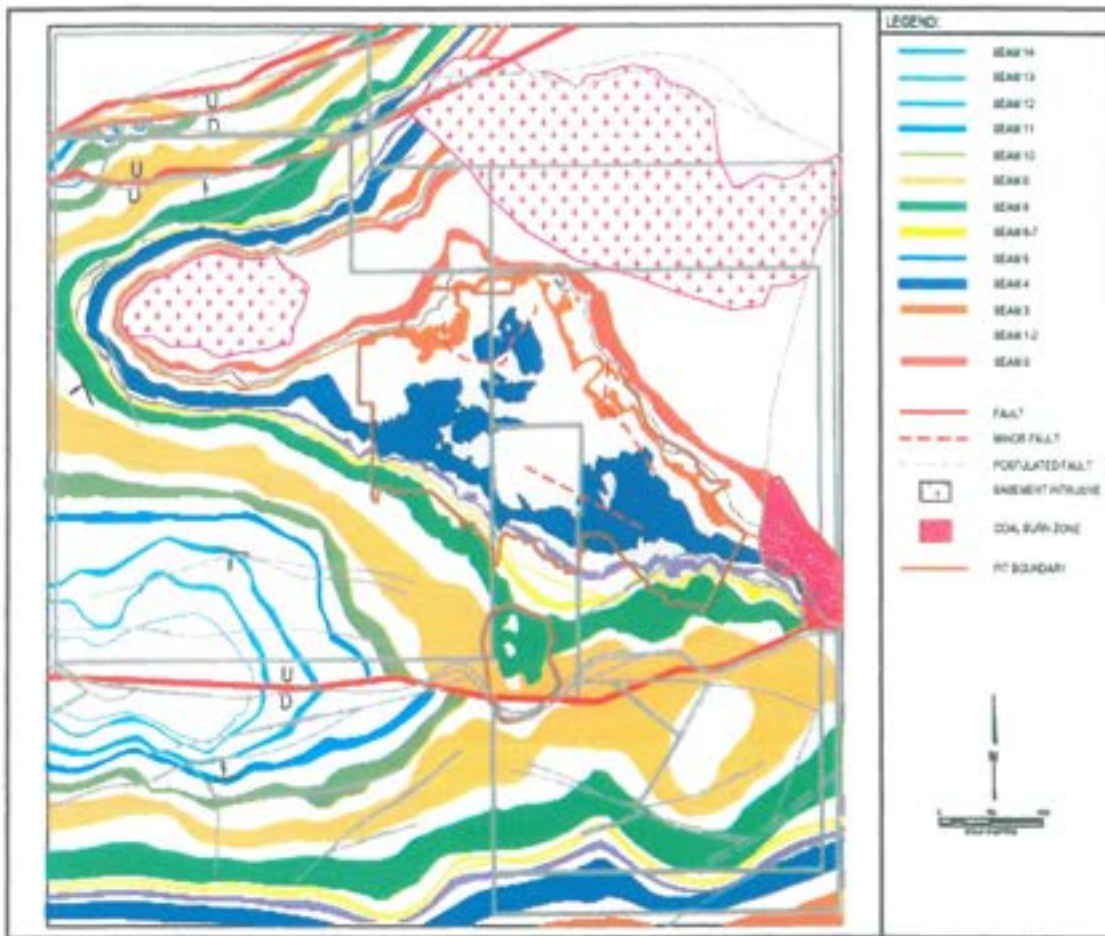 LEGEND:
SEAM 14
SEAM 13
SEAM 12
SEAM 11
SEAM 10
SEAM 9
SEAM 8
SEAM 6-7
SEAM 5
SEAM 4
SEAM 3
SEAM 1-2
SEAM 0
FAULT
MINOR FAULT
POSTULATED FAULT
BASEMENT INTRUSIVE
COAL BURN ZONE
PIT BOUNDARY
U
D
U
D
U
D
N